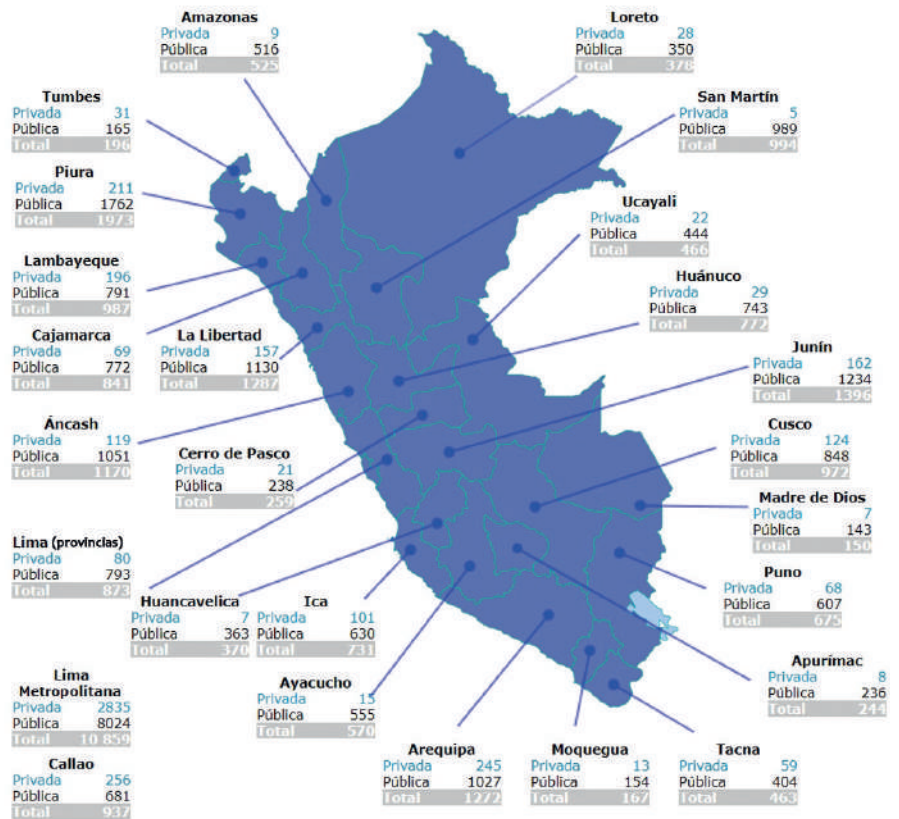 Amazonas
Privada 9
Pública 516
Total 525
Loreto
Privada 28
Pública 350
Total 378
Tumbes
Privada 31
Pública 165
Total 196
San Martín
Privada 5
Pública 989
Total 994
Piura
Privada 211
Pública 1762
Total 1973
Ucayali
Privada 22
Pública 444
Total 466
Lambayeque
Privada 196
Pública 791
Total 987
Huánuco
Privada 29
Pública 743
Total 772
Cajamarca
Privada 69
Pública 772
Total 841
La Libertad
Privada 157
Pública 1130
Total 1287
Junín
Privada 162
Pública 1234
Total 1396
Áncash
Privada 119
Pública 1051
Total 1170
Cerro de Pasco
Privada 21
Pública 238
Total 259
Cusco
Privada 124
Pública 848
Total 972
Madre de Dios
Privada 7
Pública 143
Total 150
Lima (provincias)
Privada 80
Pública 793
Total 873
Huancavelica
Privada 7
Pública 363
Total 370
Ica
Privada 101
Pública 630
Total 731
Puno
Privada 68
Pública 607
Total 675
Apurímac
Privada 8
Pública 236
Total 244
Lima
Metropolitana
Privada 2835
Pública 8024
Total 10 859
Ayacucho
Privada 15
Pública 555
Total 570
Callao
Privada 256
Pública 681
Total 937
Arequipa
Privada 245
Pública 1027
Total 1272
Moquegua
Privada 13
Pública 154
Total 167
Tacna
Privada 59
Pública 404
Total 463